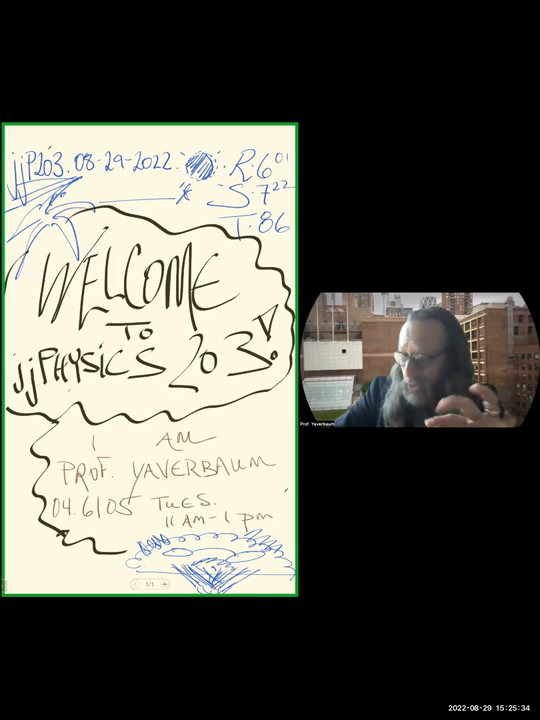 jjP203.08-29-2022. R.6⁰¹
S.7²²
T.86
WELCOME
TO
jjPHYSICS 203!
I AM
PROF. YAVERBAUM
04.6105 TUES.
11 AM-1 pm
1/1
Prof. Yaverbaum
2022-08-29 15:25:34